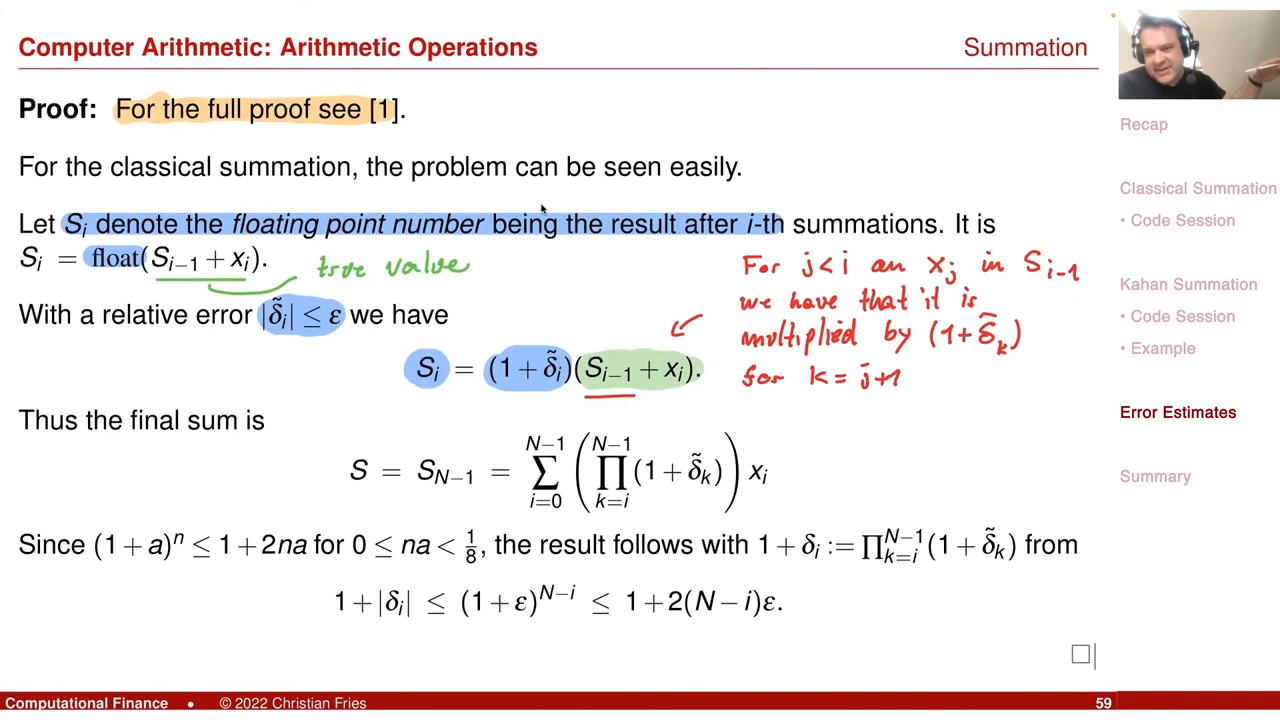 Computer Arithmetic: Arithmetic Operations
Summation
Proof: For the full proof see [1].
For the classical summation, the problem can be seen easily.
Let Sᵢ denote the floating point number being the result after i-th summations. It is
Sᵢ = float(Sᵢ₋₁ + xᵢ).
true value
With a relative error |δ̃ᵢ| ≤ ε we have
Sᵢ = (1 + δ̃ᵢ)(Sᵢ₋₁ + xᵢ).
For j < i an xⱼ in Sᵢ₋₁
we have that it is
multiplied by (1+δ̃ₖ)
for k = j+1
Thus the final sum is
S = S_{N−1} = ∑_{i=0}^{N−1} (∏_{k=i}^{N−1} (1 + δ̃ₖ)) xᵢ
Since (1 + a)ⁿ ≤ 1 + 2na for 0 ≤ na < 1/8, the result follows with 1 + δᵢ := ∏_{k=i}^{N−1}(1 + δ̃ₖ) from
1 + |δᵢ| ≤ (1 + ε)^{N−i} ≤ 1 + 2(N − i)ε.
Recap
Classical Summation
• Code Session
Kahan Summation
• Code Session
• Example
Error Estimates
Summary
Computational Finance • © 2022 Christian Fries
59